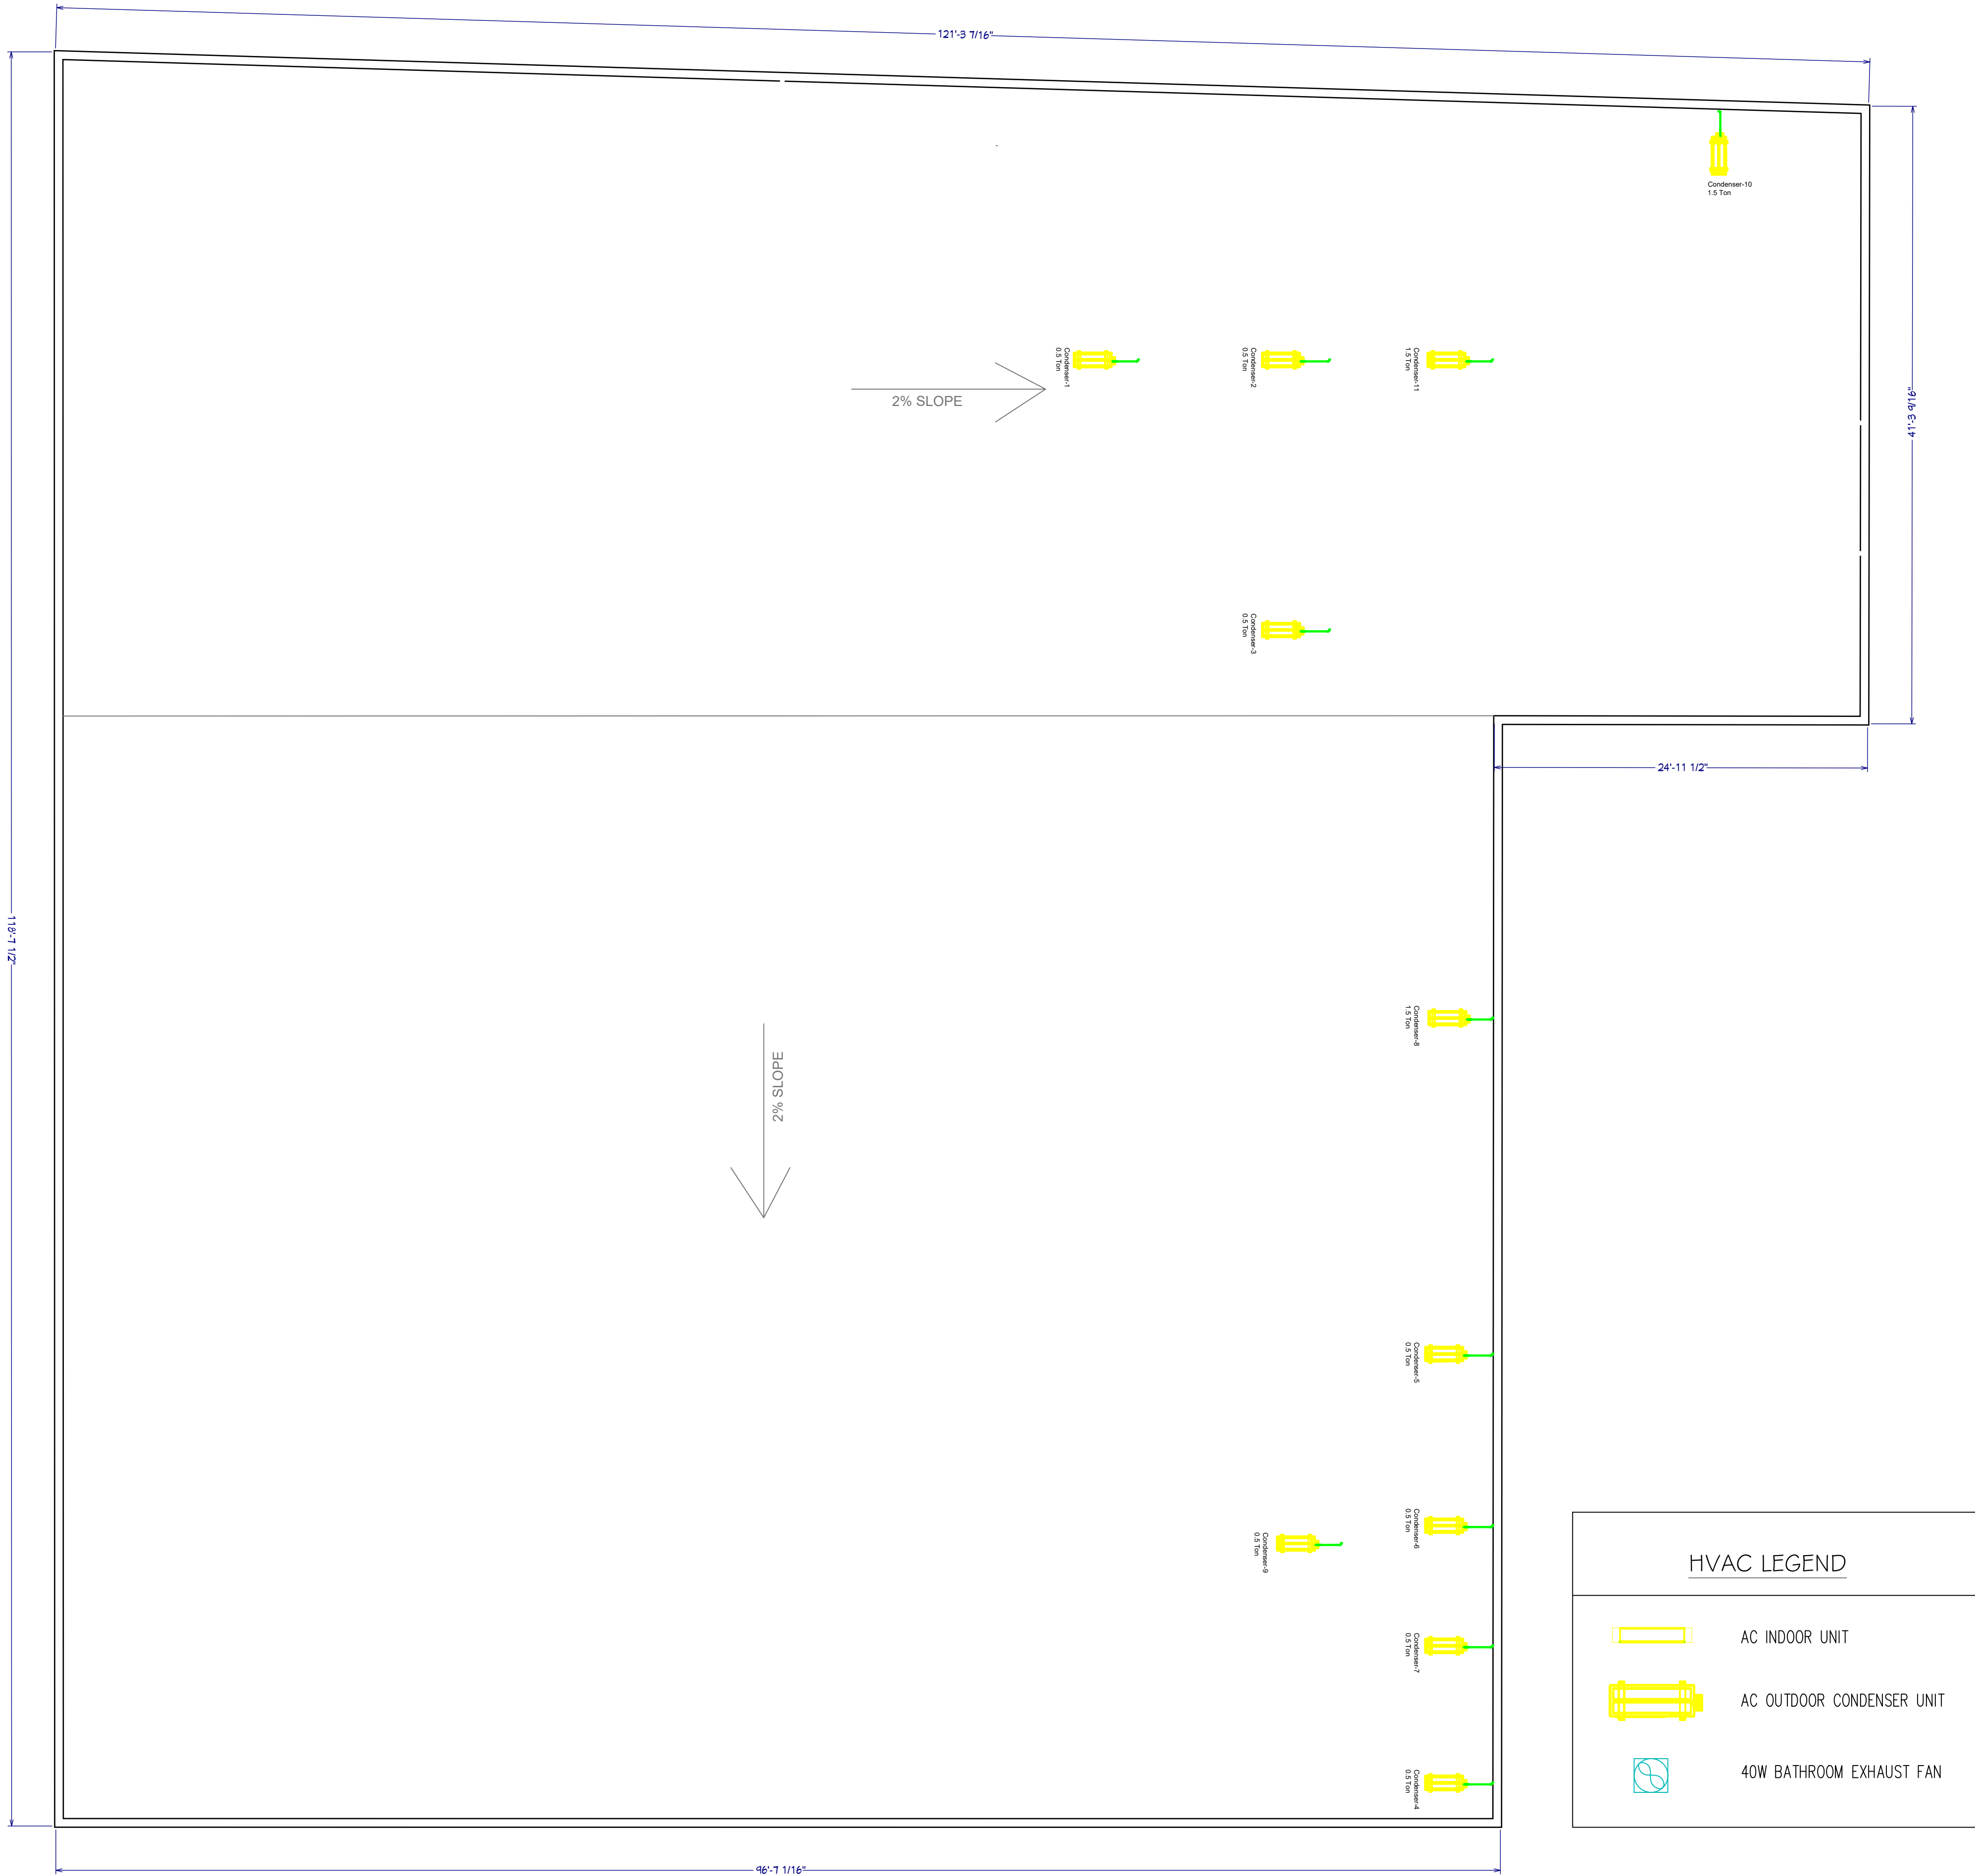 121'-3 7/16"
Condenser-10
1.5 Ton
Condenser-1
0.5 Ton
Condenser-2
0.5 Ton
Condenser-11
1.5 Ton
2% SLOPE
41'-3 9/16"
Condenser-3
0.5 Ton
24'-11 1/2"
118'-7 1/2"
Condenser-8
1.5 Ton
2% SLOPE
Condenser-5
0.5 Ton
Condenser-6
0.5 Ton
Condenser-9
0.5 Ton
Condenser-7
0.5 Ton
Condenser-4
0.5 Ton
96'-7 1/16"
HVAC LEGEND
AC INDOOR UNIT
AC OUTDOOR CONDENSER UNIT
40W BATHROOM EXHAUST FAN